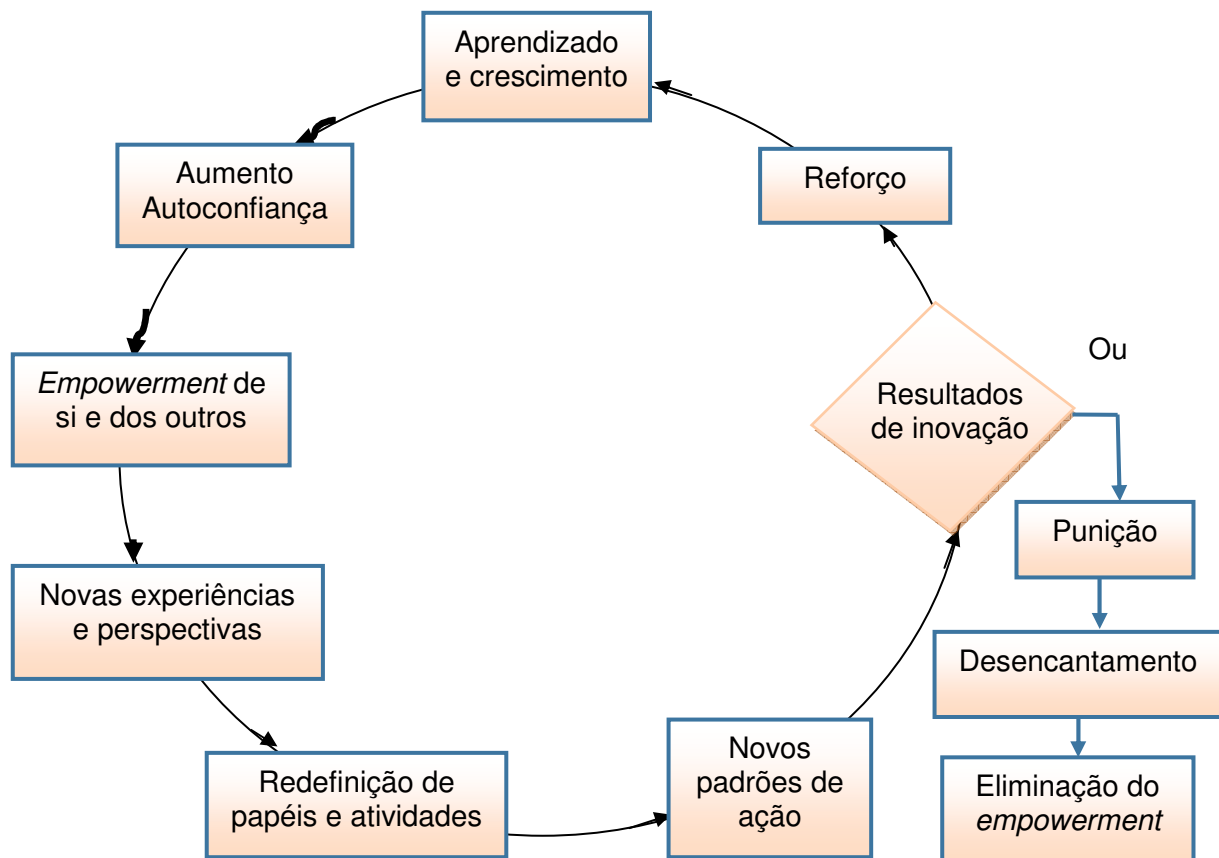 Aprendizado
e crescimento
Aumento
Autoconfiança
Reforço
Empowerment de
si e dos outros
Ou
Resultados
de inovação
Punição
Novas experiências
e perspectivas
Desencantamento
Redefinição de
papéis e atividades
Novos
padrões de
ação
Eliminação do
empowerment